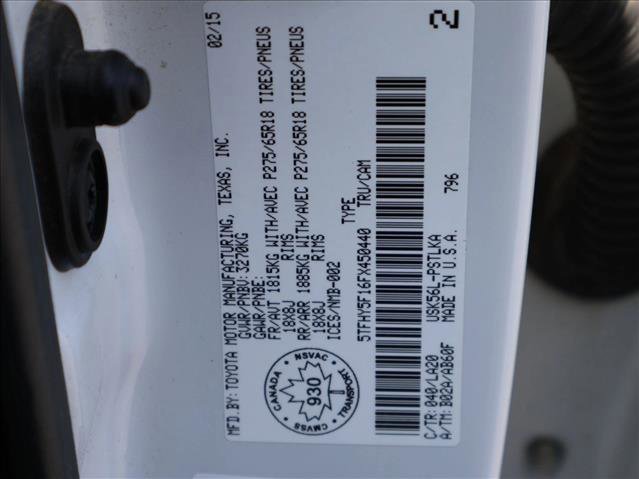 MFD.BY: TOYOTA MOTOR MANUFACTURING, TEXAS, INC. 02/15
GVWR/PNBV: 3270KG
GAWR/PNBE:
FR/AVT 1815KG WITH/AVEC P275/65R18 TIRES/PNEUS
18X8J RIMS
RR/ARR 1885KG WITH/AVEC P275/65R18 TIRES/PNEUS
18X8J RIMS
ICES/NMB-002
CANADA
NSVAC
930
CMVSS
TRANSPORT
TYPE
5TFHY5F16FX450440 TRU/CAM
2
C/TR: 040/LA20 USK56L-PSTLKA 796
A/TM: B02A/AB60F MADE IN U.S.A.